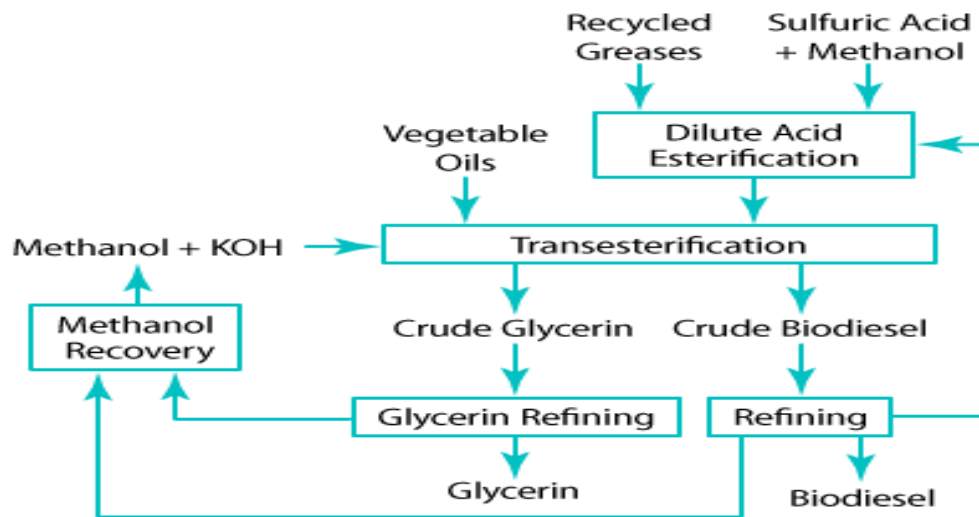 Recycled
Greases
Sulfuric Acid
+ Methanol
Dilute Acid
Esterification
Vegetable
Oils
Methanol + KOH
Transesterification
Methanol
Recovery
Crude Glycerin
Crude Biodiesel
Glycerin Refining
Refining
Glycerin
Biodiesel